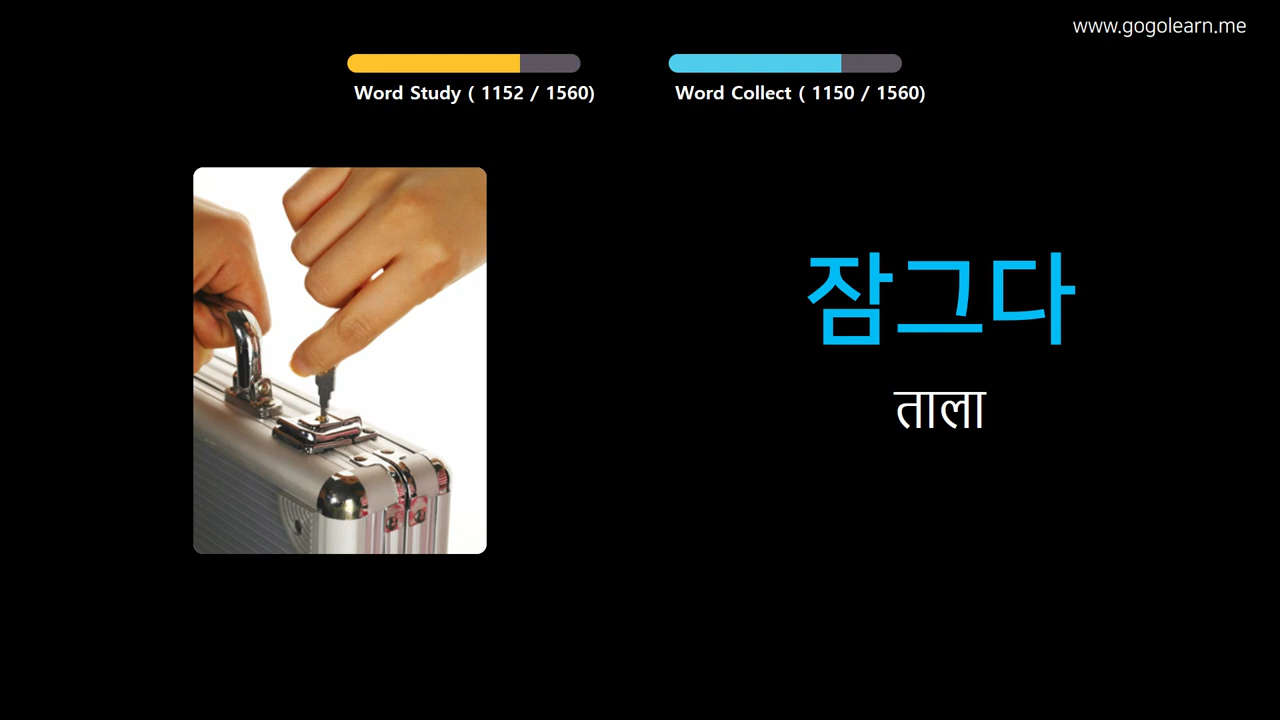 www.gogolearn.me
Word Study ( 1152 / 1560)
Word Collect ( 1150 / 1560)
잠그다
ताला